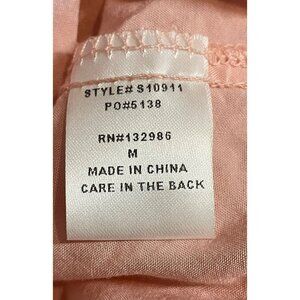 STYLE# S10911
PO#5138
RN#132986
M
MADE IN CHINA
CARE IN THE BACK